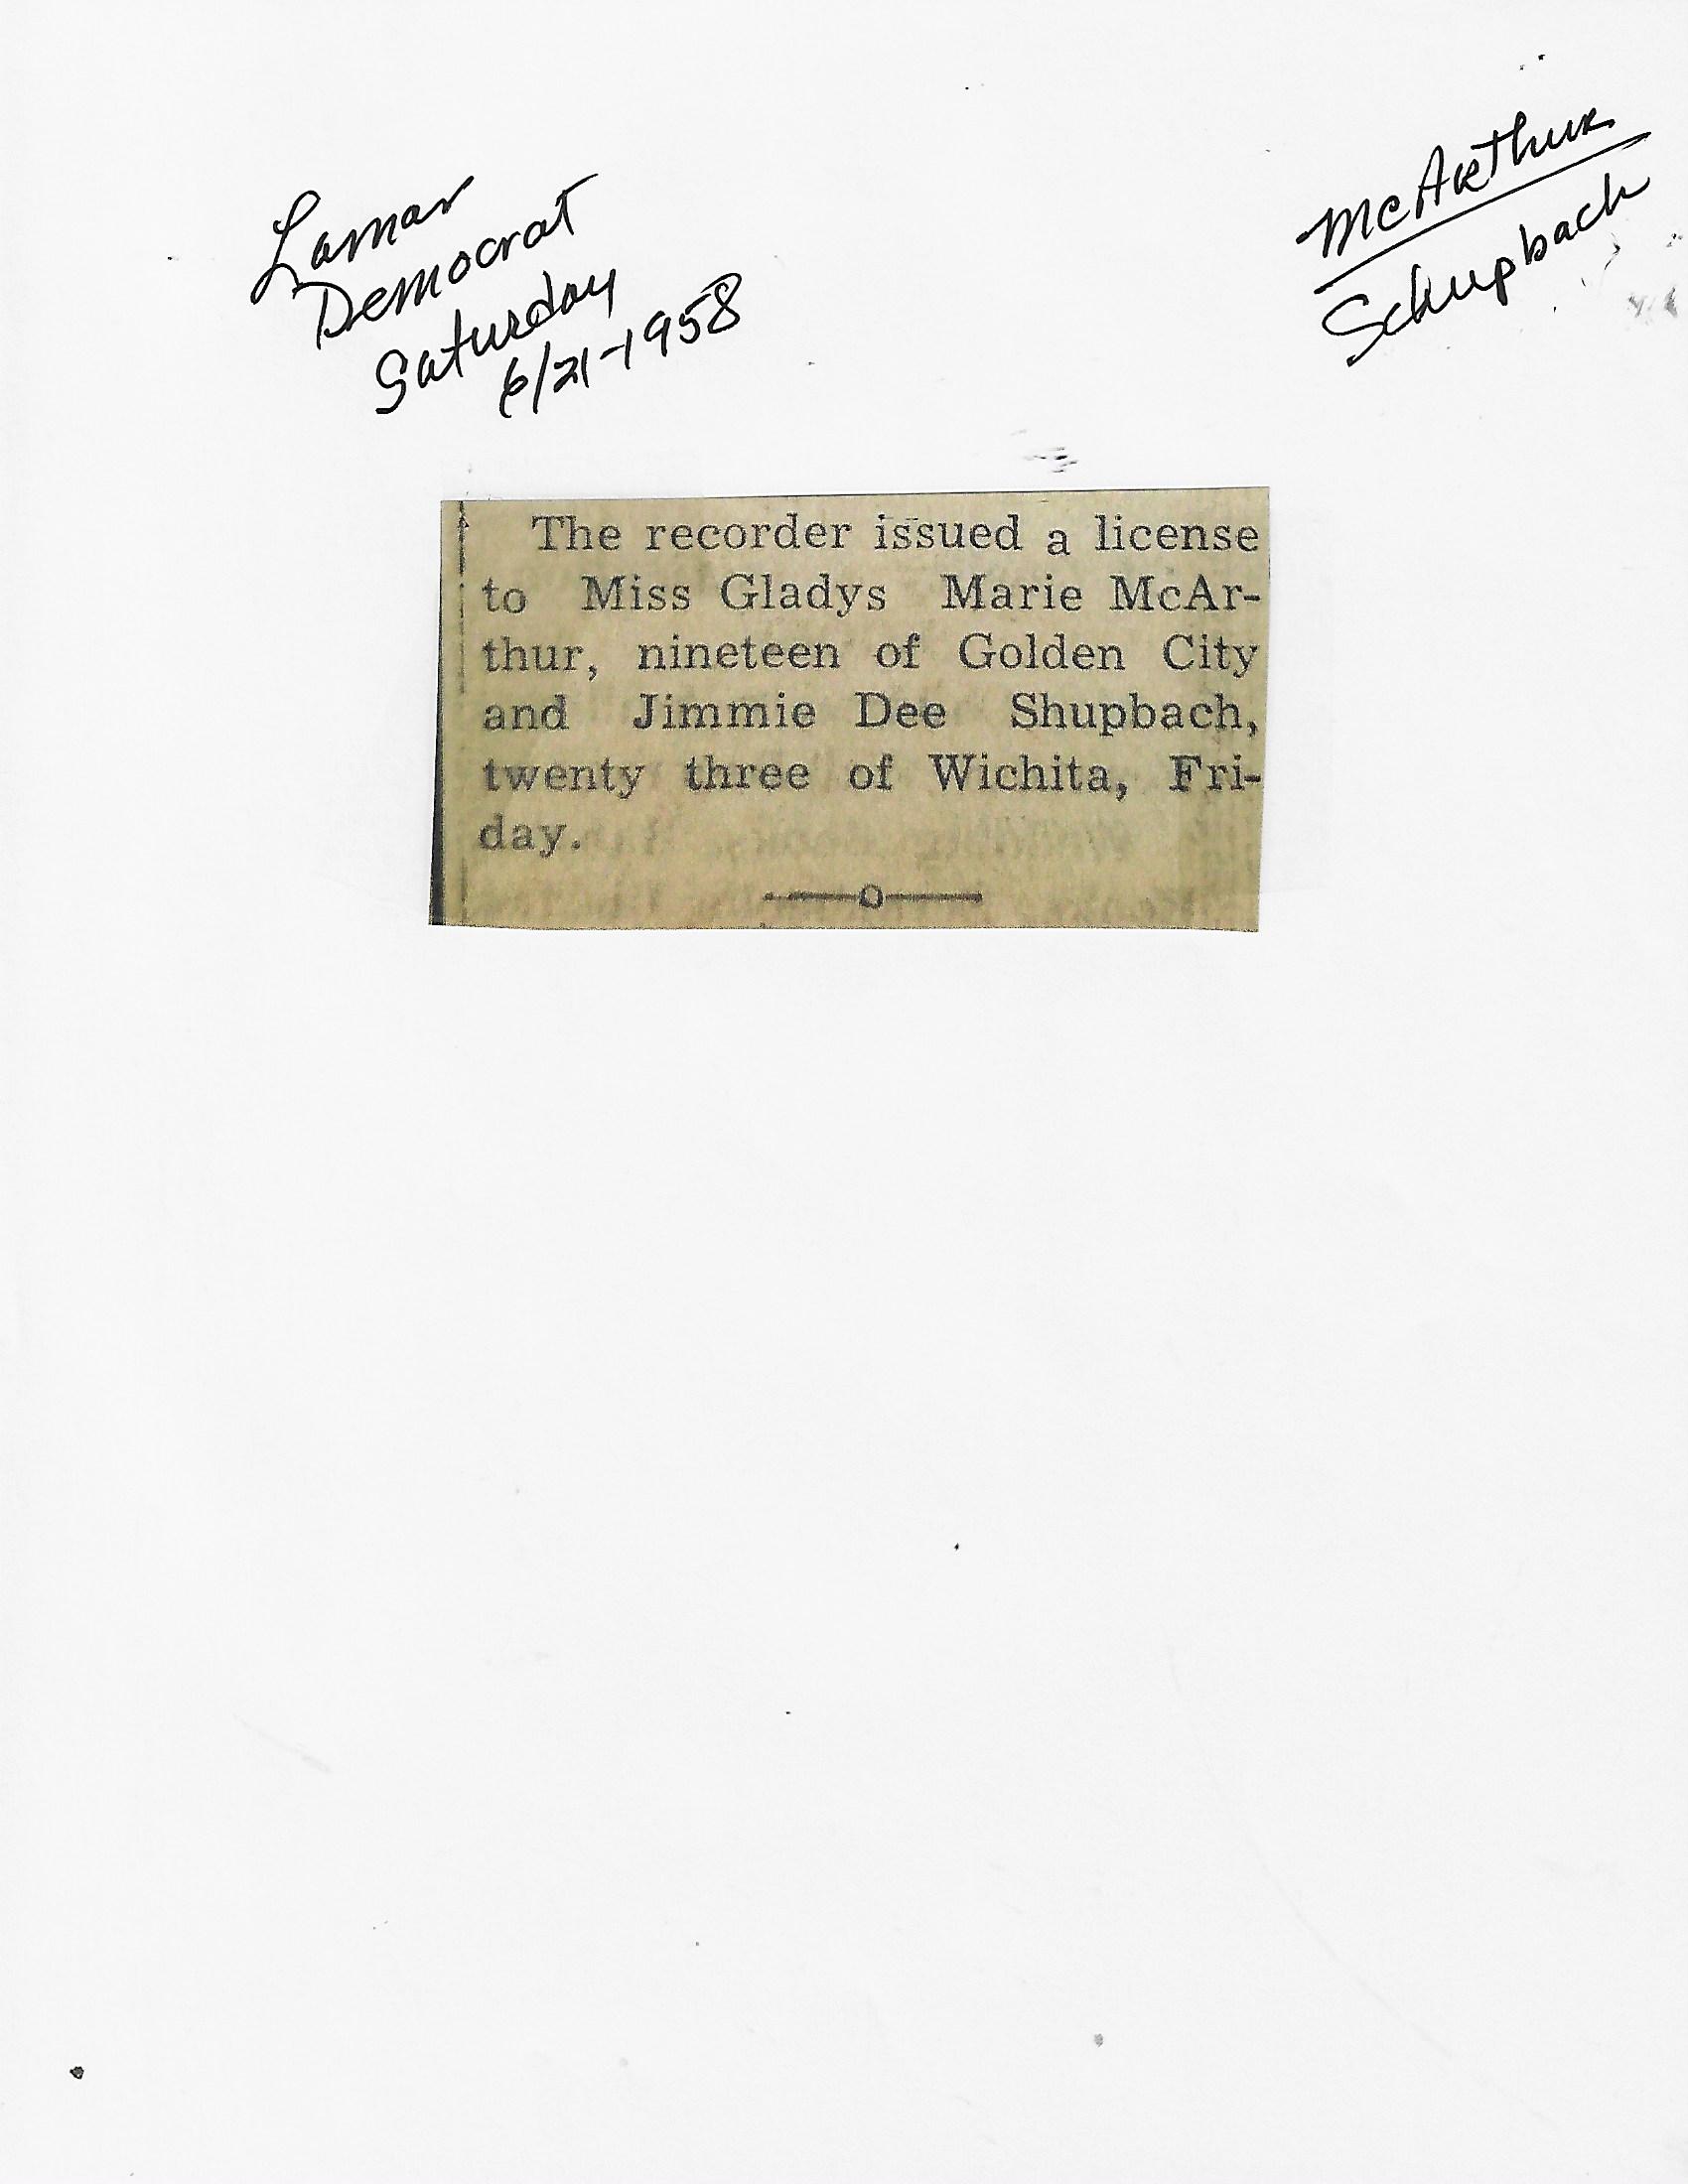 Lamar
Democrat
Saturday
6/21-1958
McArthur
Schupbach
The recorder issued a license
to Miss Gladys Marie McAr-
thur, nineteen of Golden City
and Jimmie Dee Shupbach,
twenty three of Wichita, Fri-
day.